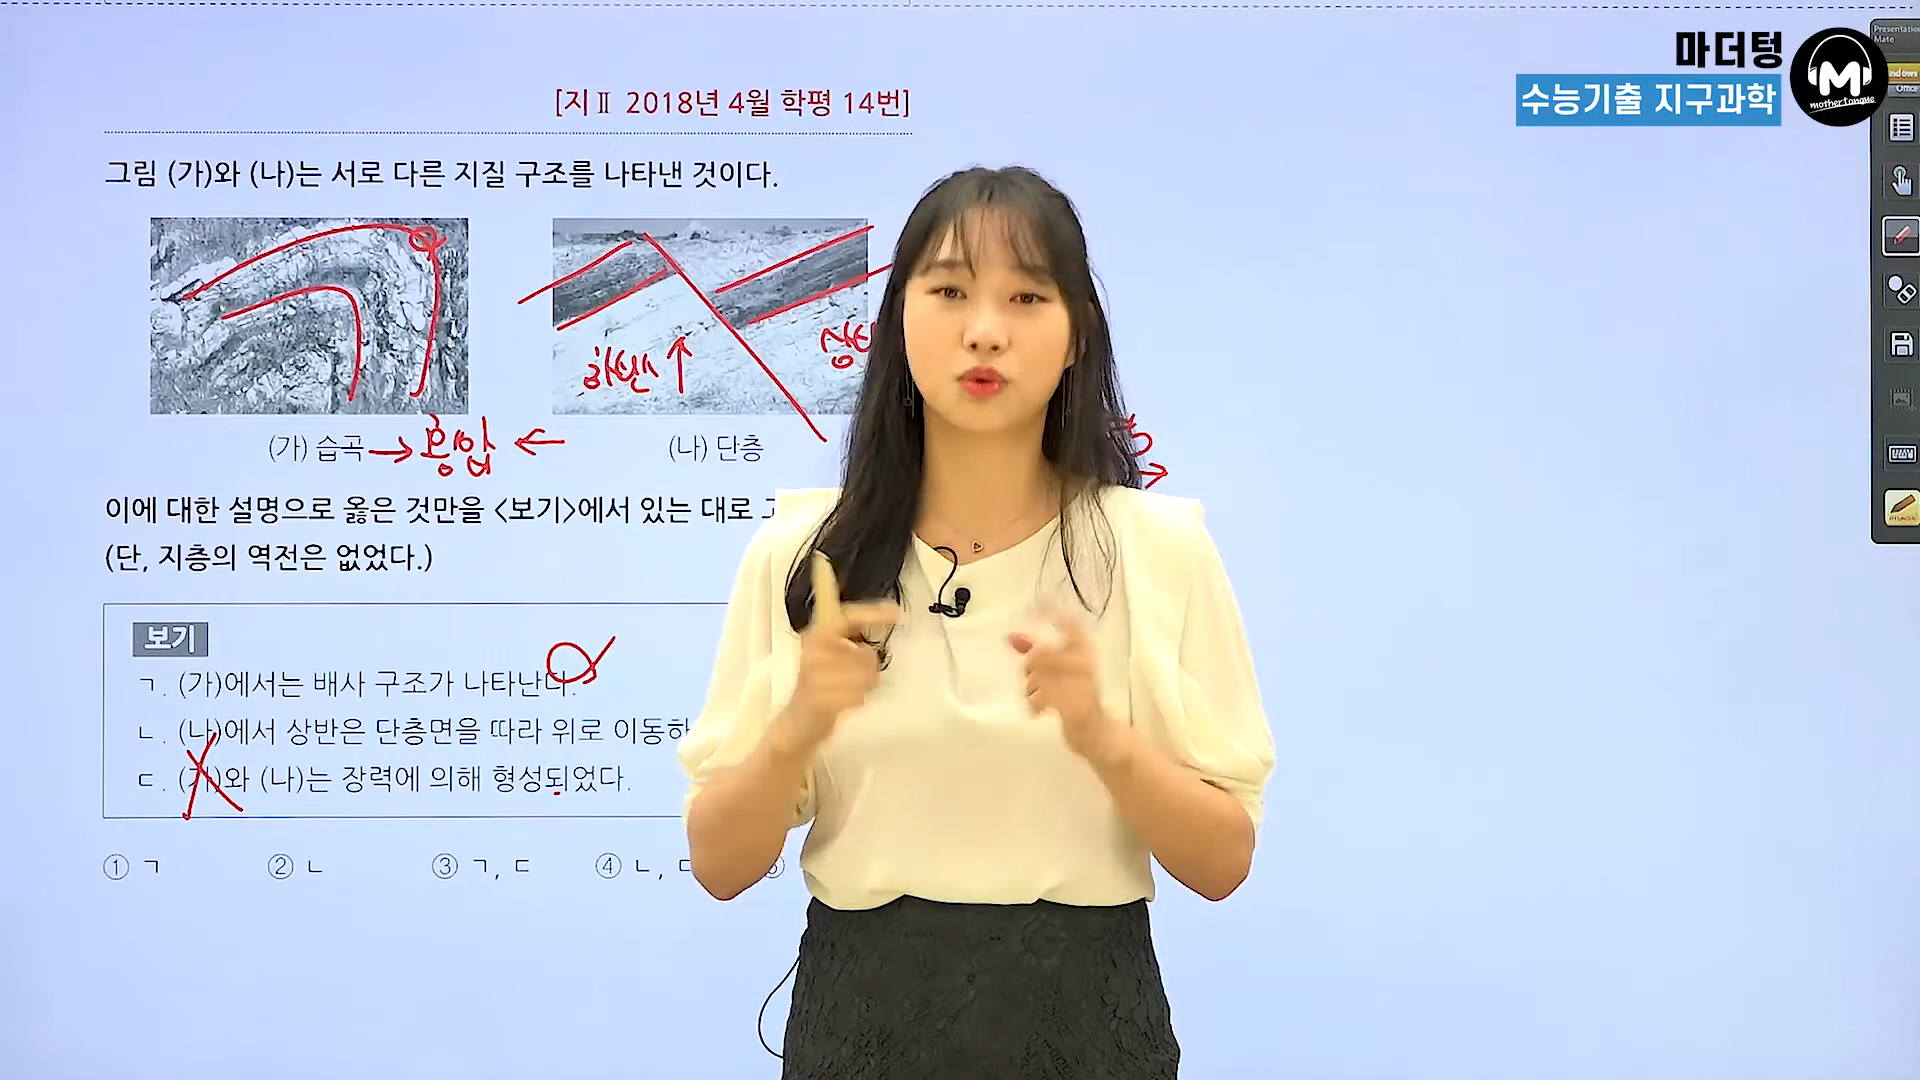 마더텅
수능기출 지구과학
M
mothertongue
Presentation
Mate
[지Ⅱ 2018년 4월 학평 14번]
그림 (가)와 (나)는 서로 다른 지질 구조를 나타낸 것이다.
하반 ↑
(가) 습곡 → 횡압 ←
(나) 단층
이에 대한 설명으로 옳은 것만을 <보기>에서 있는 대로
(단, 지층의 역전은 없었다.)
보기
ㄱ. (가)에서는 배사 구조가 나타난다.
ㄴ. (나)에서 상반은 단층면을 따라 위로 이동하
ㄷ. (가)와 (나)는 장력에 의해 형성되었다.
① ㄱ ② ㄴ ③ ㄱ, ㄷ ④ ㄴ, ㄷ ⑤